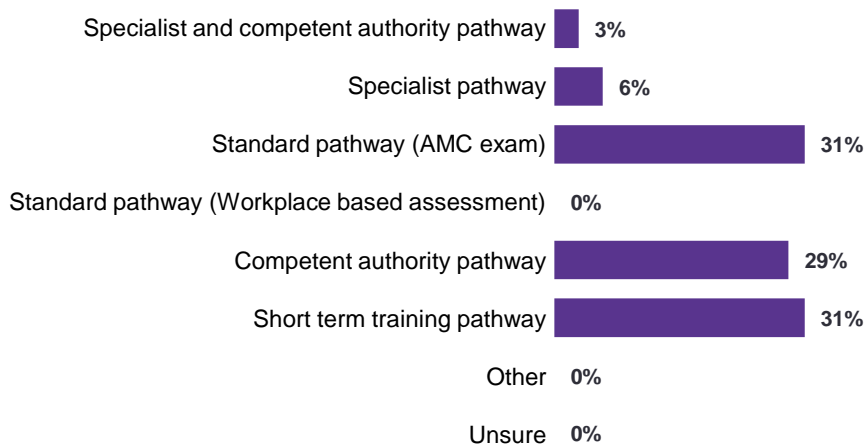 Specialist and competent authority pathway 3%
Specialist pathway 6%
Standard pathway (AMC exam) 31%
Standard pathway (Workplace based assessment) 0%
Competent authority pathway 29%
Short term training pathway 31%
Other 0%
Unsure 0%